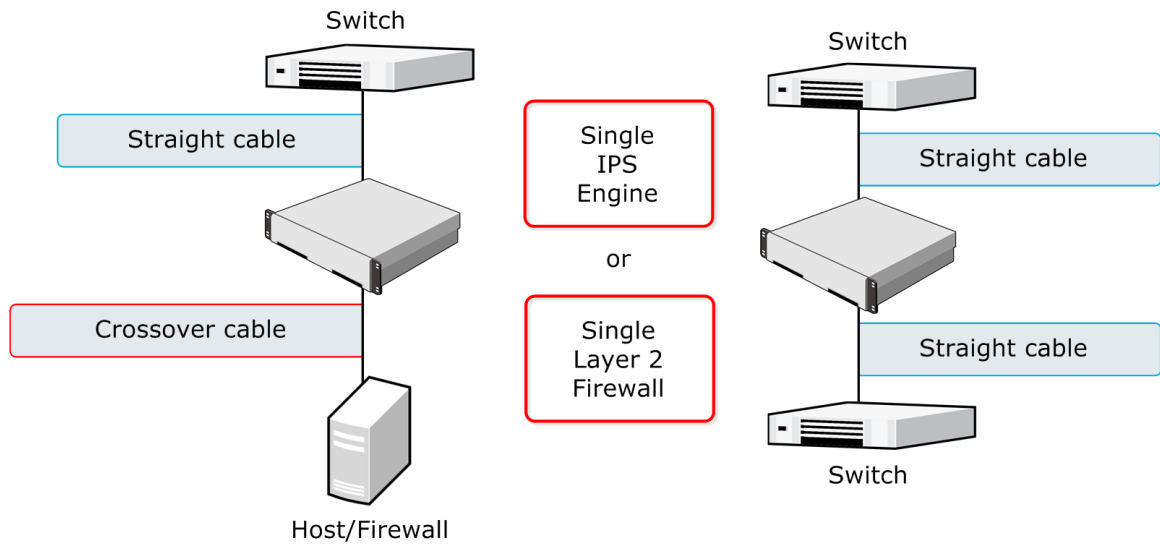 Switch
Straight cable
Crossover cable
Host/Firewall
Single
IPS
Engine
or
Single
Layer 2
Firewall
Switch
Straight cable
Straight cable
Switch